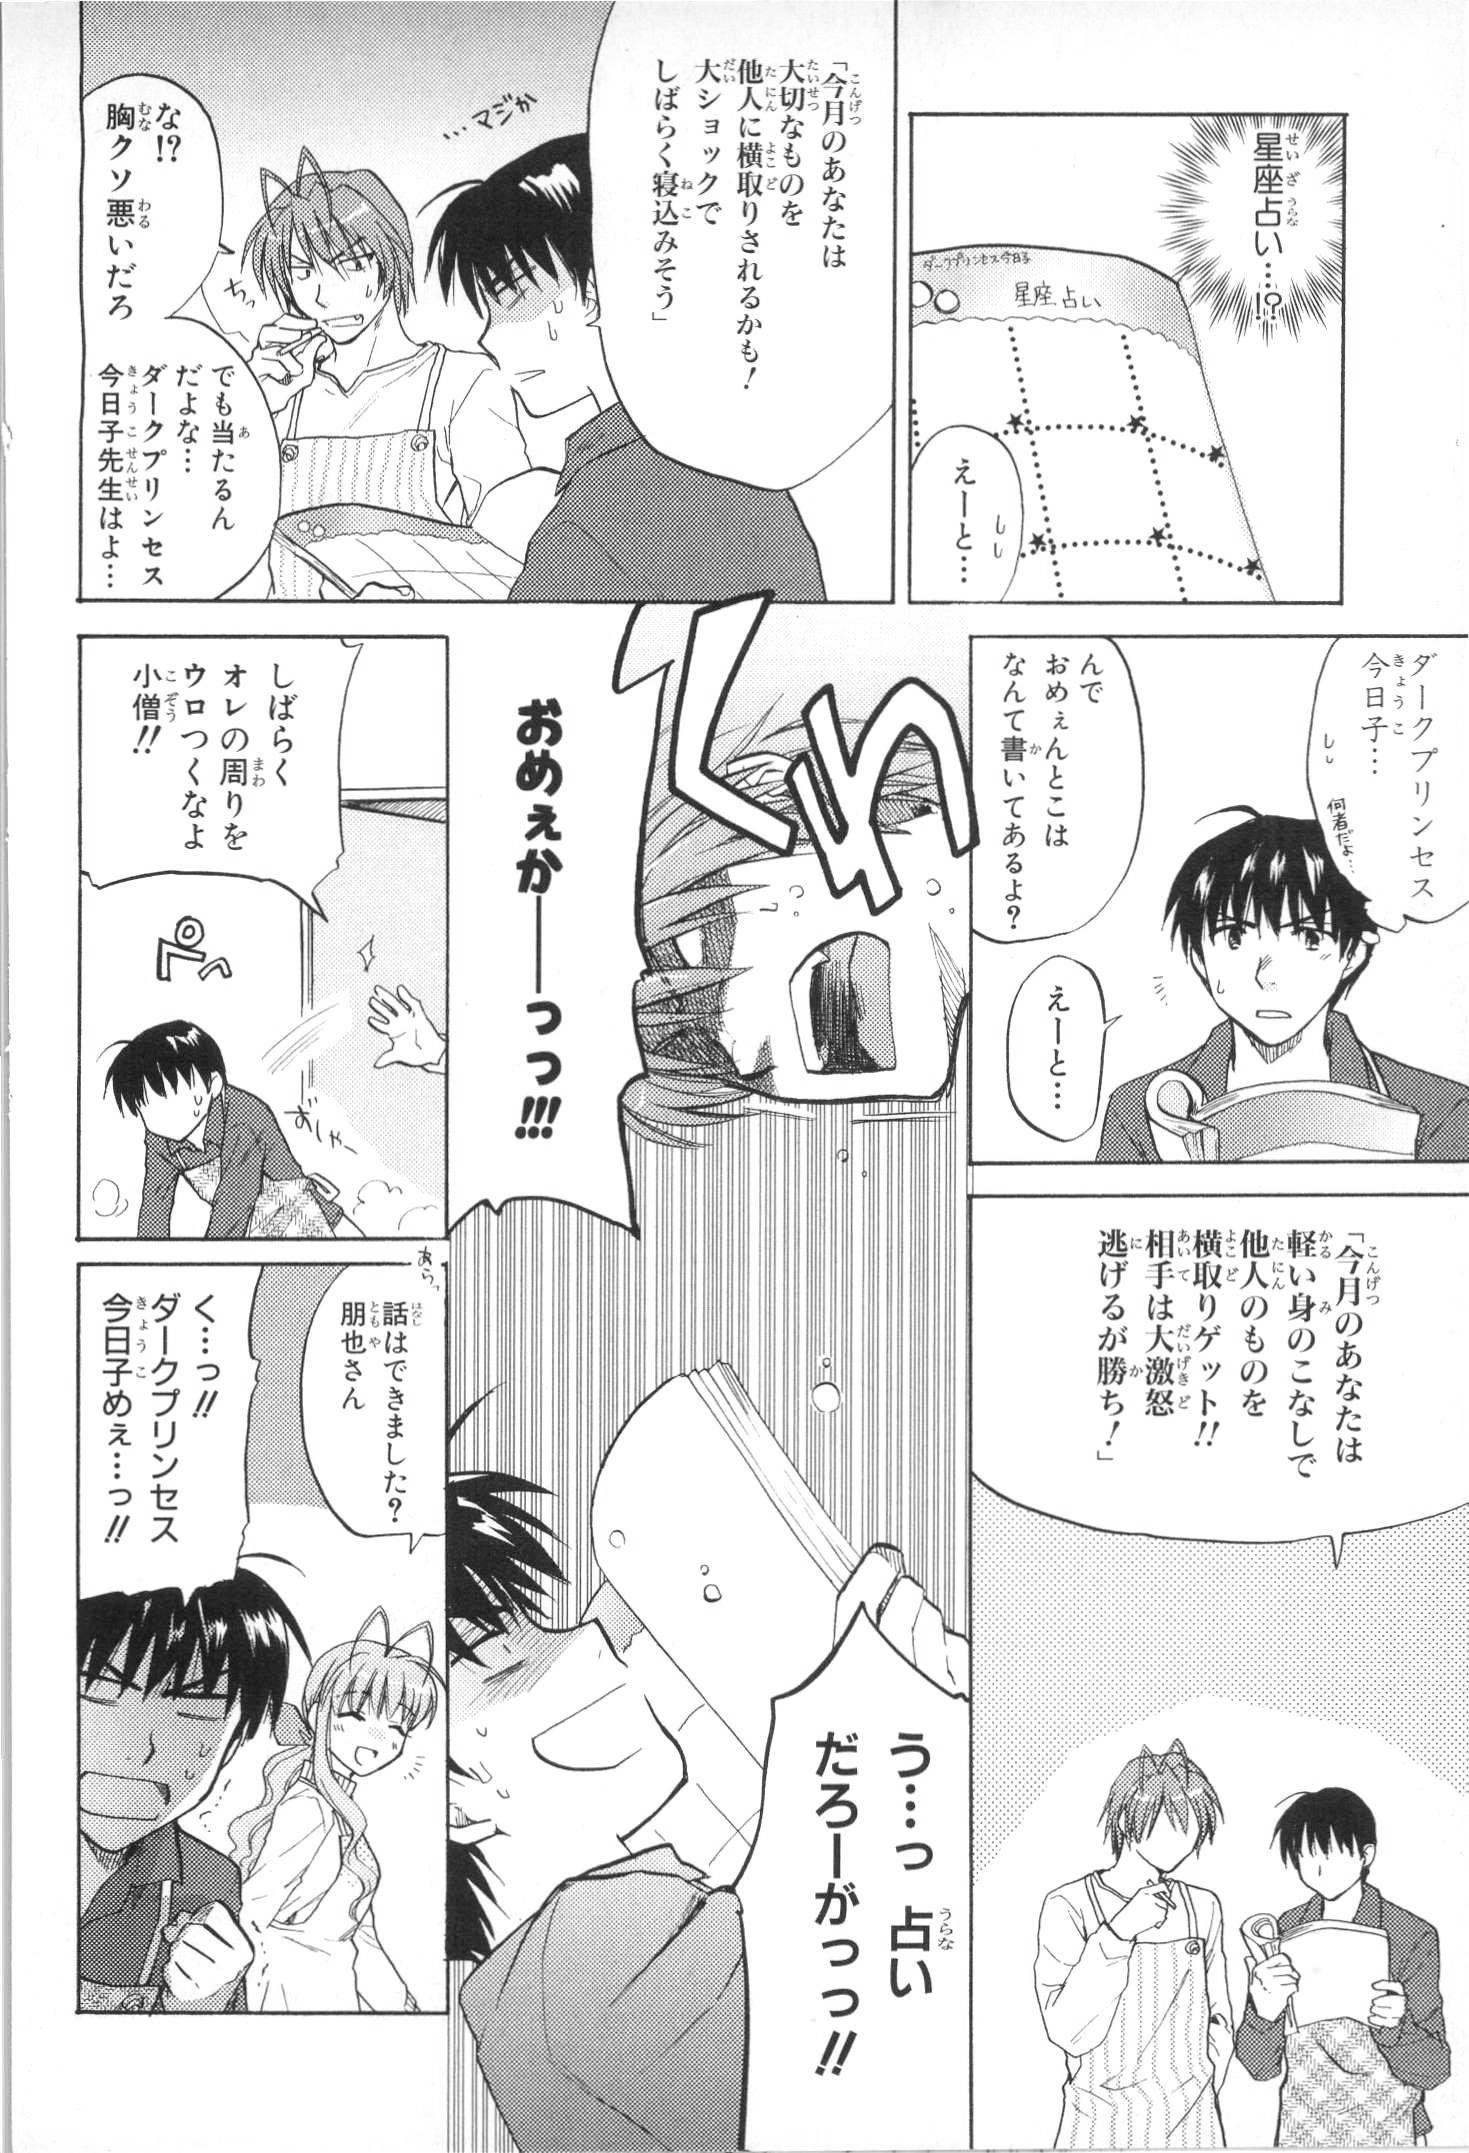 星座占い…!?
ダークプリンセス今日子
星座占い
えーと…
「今月のあなたは
大切なものを
他人に横取りされるかも!
大ショックで
しばらく寝込みそう」
…マジか
な!?
胸クソ悪いだろ
ちっ
でも当たるん
だよな…
ダークプリンセス
今日子先生はよ…
ダークプリンセス
今日子…
何者だよ…
んで
おめぇんとこは
なんて書いてあるよ?
えーと…
「今月のあなたは
軽い身のこなしで
他人のものを
横取りゲット!!
相手は大激怒
逃げるが勝ち!」
おめぇかーーっっ!!!
う…っ 占い
だろーがっっ!!
しばらく
オレの周りを
ウロつくなよ
小僧!!
ぺっ
ずしゃー
あらっ
話はできました?
朋也さん
く…っ!!
ダークプリンセス
今日子めぇ…っ!!